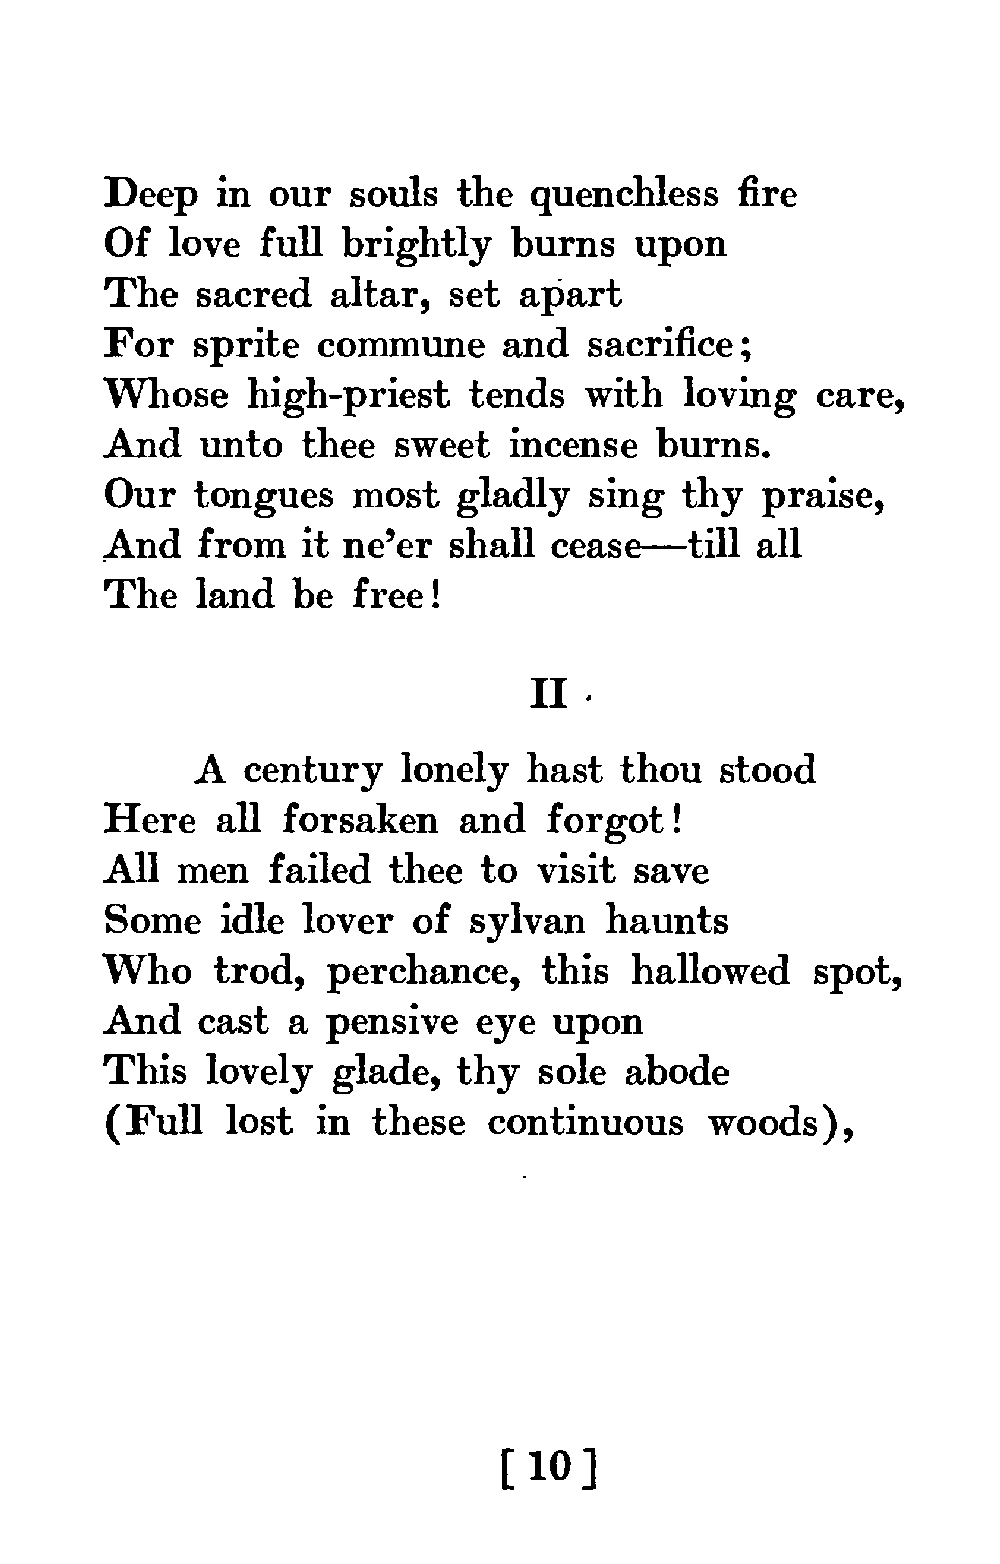 Deep in our souls the quenchless fire
Of love full brightly burns upon
The sacred altar, set apart
For sprite commune and sacrifice;
Whose high-priest tends with loving care,
And unto thee sweet incense burns.
Our tongues most gladly sing thy praise,
And from it ne'er shall cease—till all
The land be free!
II
A century lonely hast thou stood
Here all forsaken and forgot!
All men failed thee to visit save
Some idle lover of sylvan haunts
Who trod, perchance, this hallowed spot,
And cast a pensive eye upon
This lovely glade, thy sole abode
(Full lost in these continuous woods),
[ 10 ]